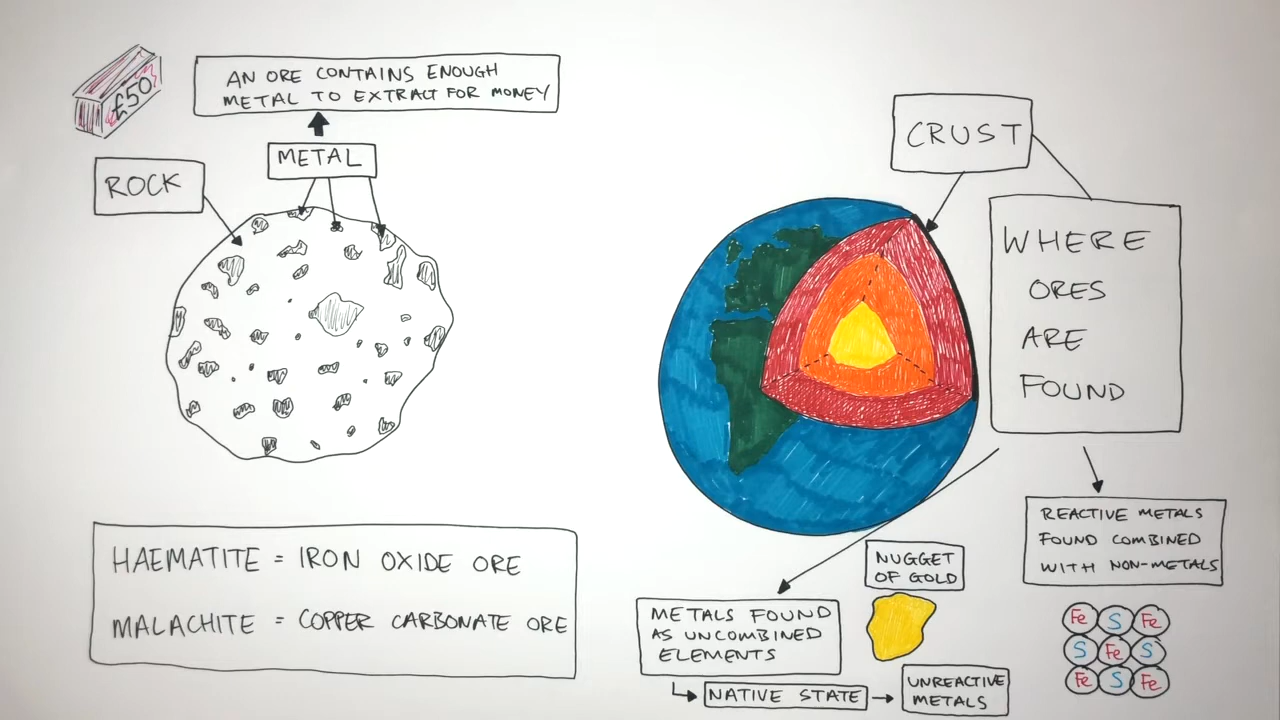 £50
AN ORE CONTAINS ENOUGH
METAL TO EXTRACT FOR MONEY
METAL
ROCK
CRUST
WHERE
ORES
ARE
FOUND
HAEMATITE = IRON OXIDE ORE
MALACHITE = COPPER CARBONATE ORE
NUGGET
OF GOLD
METALS FOUND
AS UNCOMBINED
ELEMENTS
NATIVE STATE
UNREACTIVE
METALS
REACTIVE METALS
FOUND COMBINED
WITH NON-METALS
Fe S Fe
S Fe S
Fe S Fe